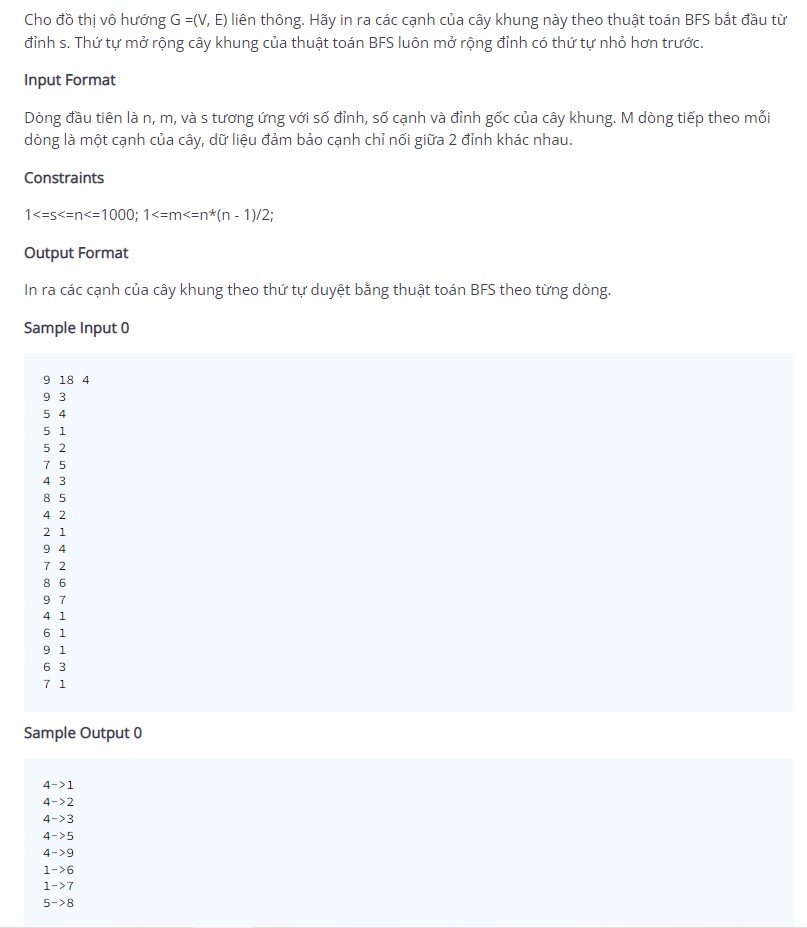 Cho đồ thị vô hướng G =(V, E) liên thông. Hãy in ra các cạnh của cây khung này theo thuật toán BFS bắt đầu từ
đỉnh s. Thứ tự mở rộng cây khung của thuật toán BFS luôn mở rộng đỉnh có thứ tự nhỏ hơn trước.
Input Format
Dòng đầu tiên là n, m, và s tương ứng với số đỉnh, số cạnh và đỉnh gốc của cây khung. M dòng tiếp theo mỗi
dòng là một cạnh của cây, dữ liệu đảm bảo cạnh chỉ nối giữa 2 đỉnh khác nhau.
Constraints
1<=s<=n<=1000; 1<=m<=n*(n - 1)/2;
Output Format
In ra các cạnh của cây khung theo thứ tự duyệt bằng thuật toán BFS theo từng dòng.
Sample Input 0
9 18 4
9 3
5 4
5 1
5 2
7 5
4 3
8 5
4 2
2 1
9 4
7 2
8 6
9 7
4 1
6 1
9 1
6 3
7 1
Sample Output 0
4->1
4->2
4->3
4->5
4->9
1->6
1->7
5->8